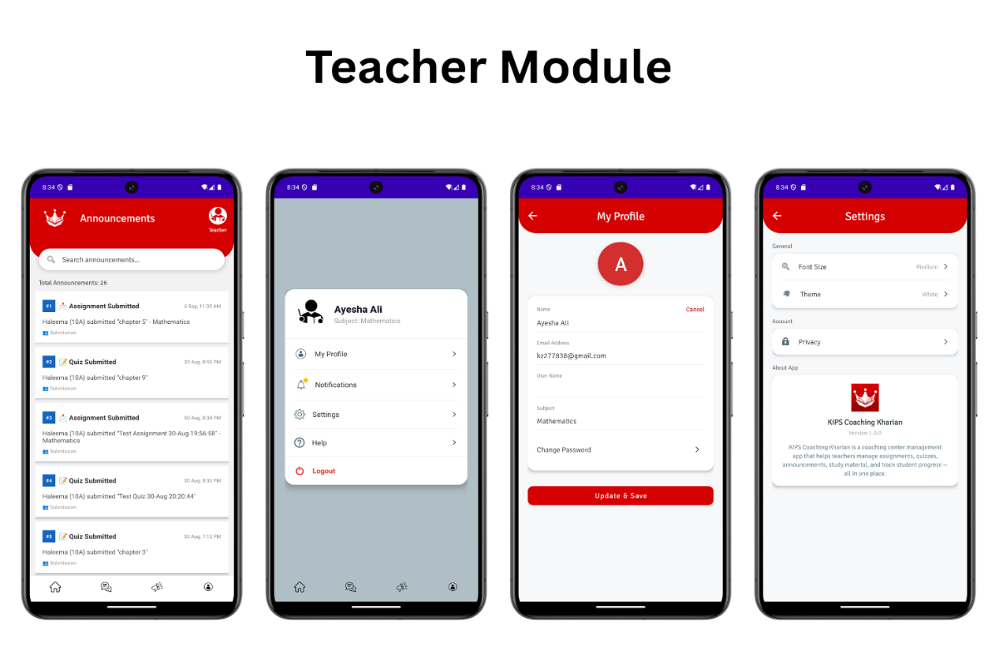 Teacher Module
8:34
Announcements
Teacher
Search announcements...
Total Announcements: 26
#1 Assignment Submitted 6 Sep, 11:35 AM
Haleema (10A) submitted "chapter 5" - Mathematics
Submission
#2 Quiz Submitted 30 Aug, 8:50 PM
Haleema (10A) submitted "chapter 9"
Submission
#3 Assignment Submitted 30 Aug, 8:34 PM
Haleema (10A) submitted "Test Assignment 30-Aug 19:56:58" -
Mathematics
Submission
#4 Quiz Submitted 30 Aug, 8:33 PM
Haleema (10A) submitted "Test Quiz 30-Aug 20:20:44"
Submission
#5 Quiz Submitted 30 Aug, 7:12 PM
Haleema (10A) submitted "chapter 3"
Submission
8:34
Ayesha Ali
Subject: Mathematics
My Profile
Notifications
Settings
Help
Logout
8:34
My Profile
A
Name Cancel
Ayesha Ali
Email Address
kz277838@gmail.com
User Name
Subject
Mathematics
Change Password
Update & Save
8:34
Settings
General
Font Size Medium
Theme White
Account
Privacy
About App
KIPS Coaching Kharian
Version 1.0.0
KIPS Coaching Kharian is a coaching center management
app that helps teachers manage assignments, quizzes,
announcements, study material, and track student progress —
all in one place.